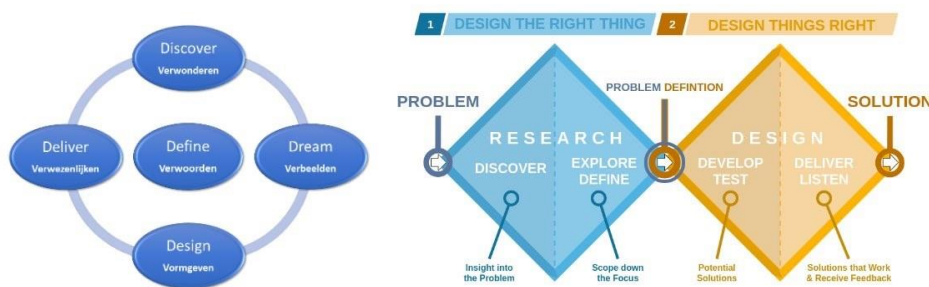 Discover
Verwonderen
Deliver
Verwezenlijken
Define
Verwoorden
Dream
Verbeelden
Design
Vormgeven
1 DESIGN THE RIGHT THING 2 DESIGN THINGS RIGHT
PROBLEM
PROBLEM DEFINTION
SOLUTION
RESEARCH
DISCOVER
EXPLORE
DEFINE
DESIGN
DEVELOP
TEST
DELIVER
LISTEN
Insight into
the Problem
Scope down
the Focus
Potential
Solutions
Solutions that Work
& Receive Feedback